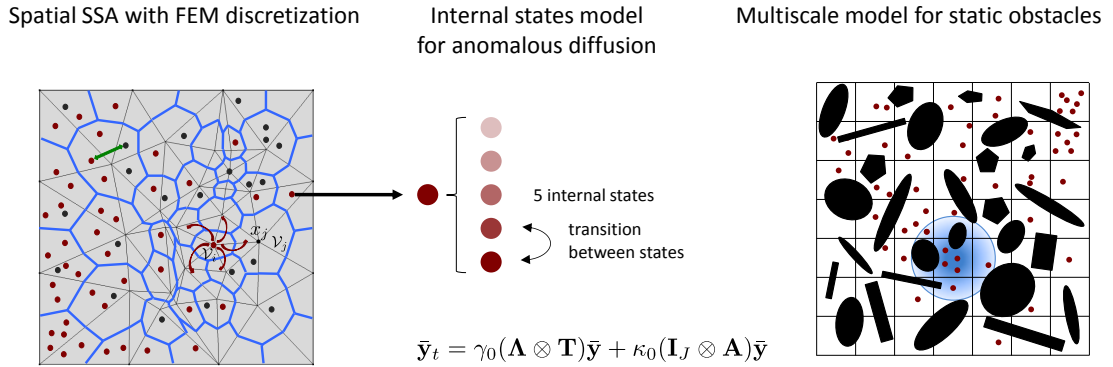 Spatial SSA with FEM discretization
Internal states model
for anomalous diffusion
Multiscale model for static obstacles
x_j
𝒱_j
𝒱_i
5 internal states
transition
between states
ȳ_t = γ_0(Λ ⊗ T)ȳ + κ_0(I_J ⊗ A)ȳ